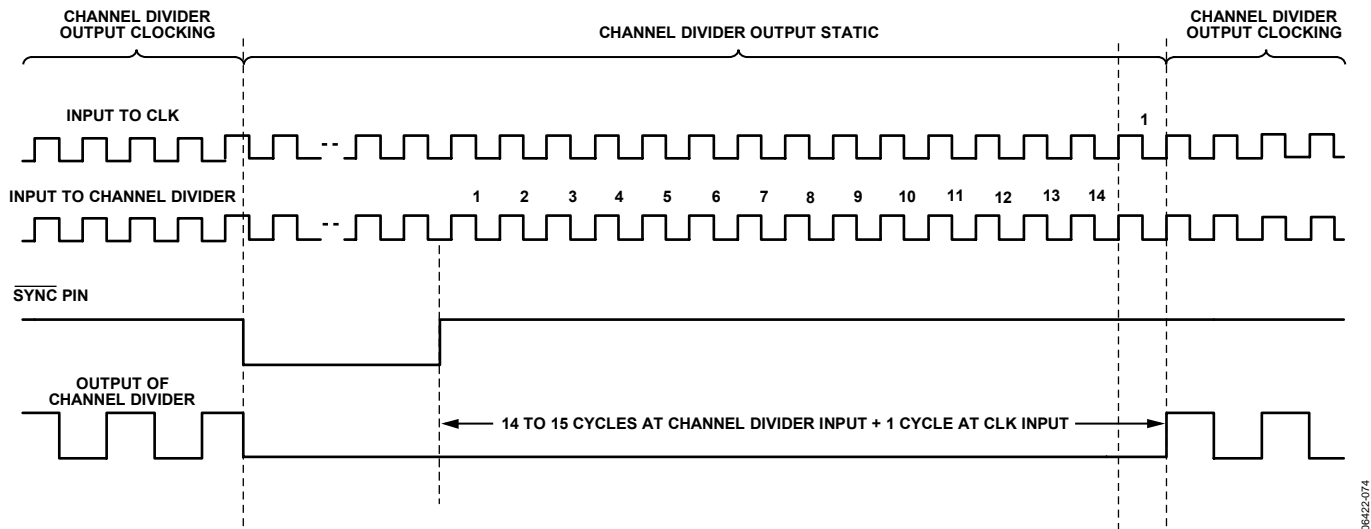 CHANNEL DIVIDER
OUTPUT CLOCKING
CHANNEL DIVIDER OUTPUT STATIC
CHANNEL DIVIDER
OUTPUT CLOCKING
INPUT TO CLK
1
INPUT TO CHANNEL DIVIDER
1 2 3 4 5 6 7 8 9 10 11 12 13 14
SYNC PIN
OUTPUT OF
CHANNEL DIVIDER
14 TO 15 CYCLES AT CHANNEL DIVIDER INPUT + 1 CYCLE AT CLK INPUT
06422-074